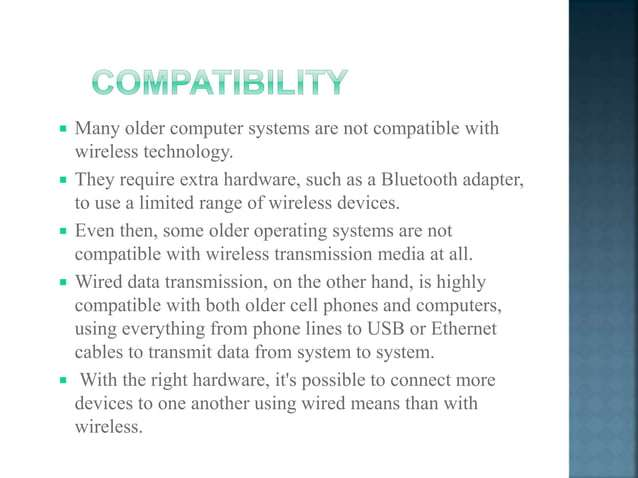 COMPATIBILITY
▪ Many older computer systems are not compatible with
wireless technology.
▪ They require extra hardware, such as a Bluetooth adapter,
to use a limited range of wireless devices.
▪ Even then, some older operating systems are not
compatible with wireless transmission media at all.
▪ Wired data transmission, on the other hand, is highly
compatible with both older cell phones and computers,
using everything from phone lines to USB or Ethernet
cables to transmit data from system to system.
▪ With the right hardware, it's possible to connect more
devices to one another using wired means than with
wireless.